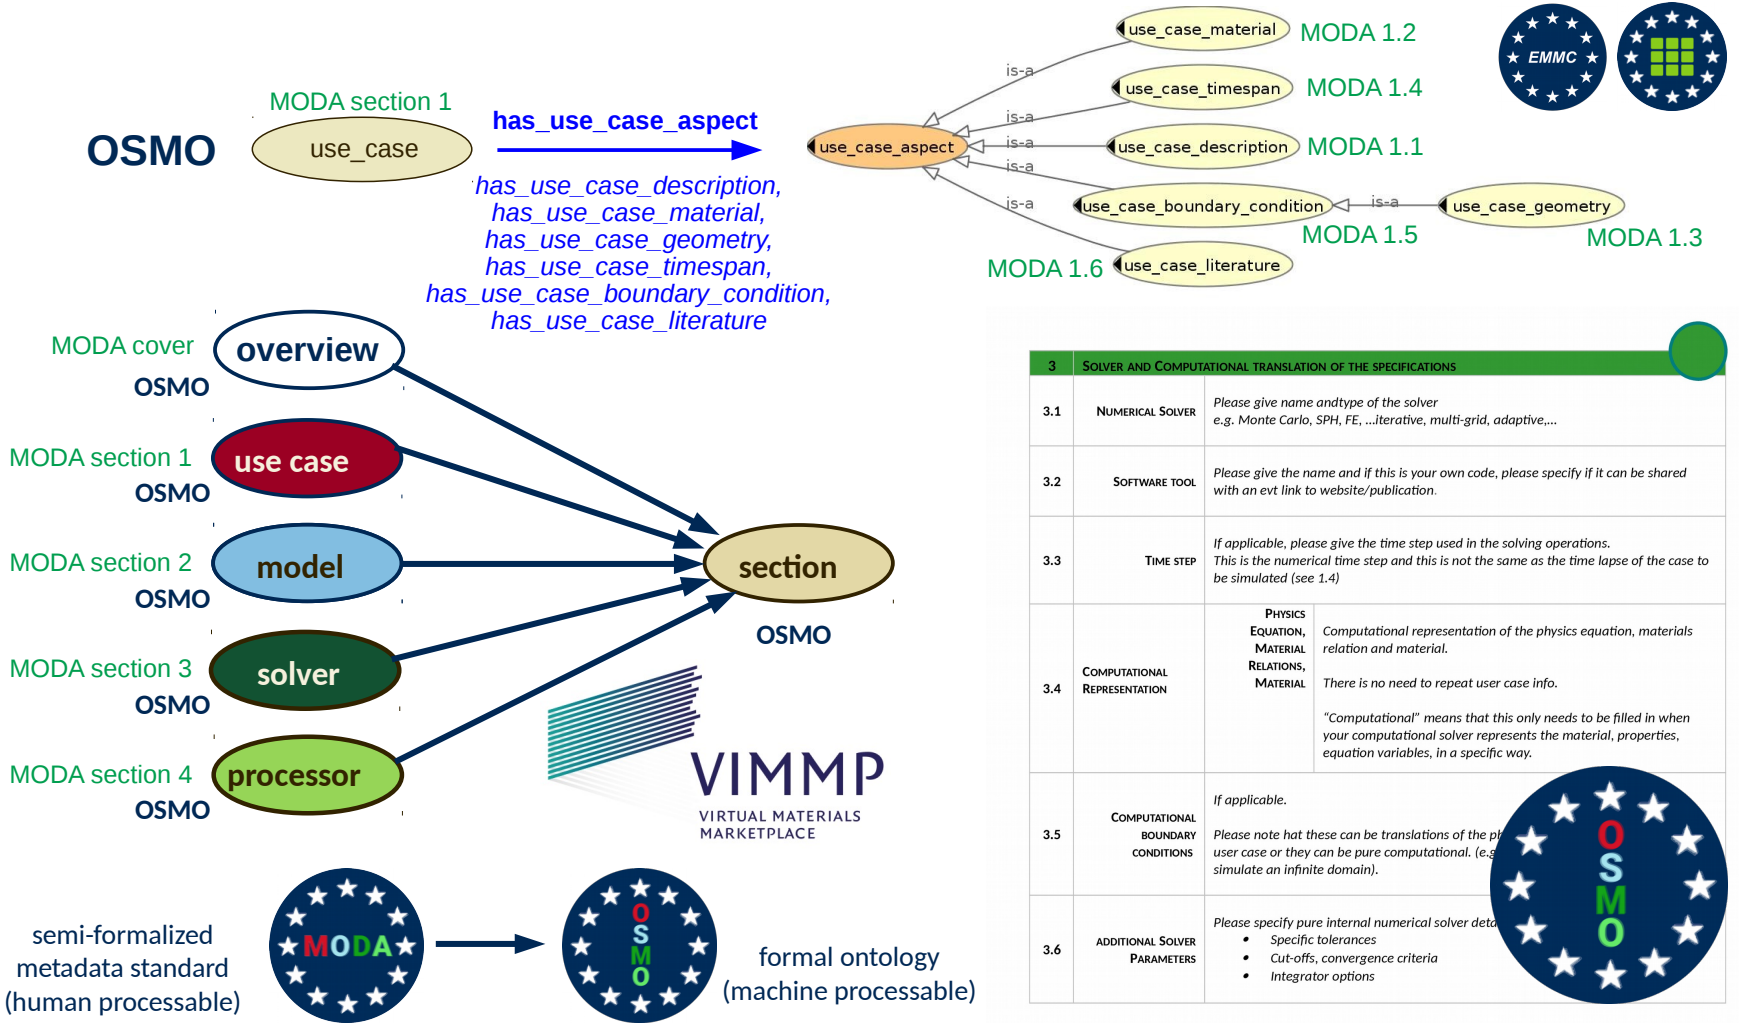 OSMO
MODA section 1
use_case
has_use_case_aspect
has_use_case_description,
has_use_case_material,
has_use_case_geometry,
has_use_case_timespan,
has_use_case_boundary_condition,
has_use_case_literature
use_case_aspect
is-a
is-a
is-a
is-a
is-a
use_case_material
MODA 1.2
use_case_timespan
MODA 1.4
use_case_description
MODA 1.1
use_case_boundary_condition
MODA 1.5
is-a
use_case_geometry
MODA 1.3
MODA 1.6
use_case_literature
EMMC
MODA cover
overview
OSMO
MODA section 1
use case
OSMO
MODA section 2
model
OSMO
MODA section 3
solver
OSMO
MODA section 4
processor
OSMO
section
OSMO
VIMMP
VIRTUAL MATERIALS
MARKETPLACE
semi-formalized
metadata standard
(human processable)
MODA
OSMO
formal ontology
(machine processable)
3 Solver and Computational translation of the specifications
3.1 Numerical Solver
Please give name andtype of the solver
e.g. Monte Carlo, SPH, FE, ...iterative, multi-grid, adaptive,...
3.2 Software tool
Please give the name and if this is your own code, please specify if it can be shared
with an evt link to website/publication.
3.3 Time step
If applicable, please give the time step used in the solving operations.
This is the numerical time step and this is not the same as the time lapse of the case to
be simulated (see 1.4)
3.4 Computational
Representation
Physics
Equation,
Material
Relations,
Material
Computational representation of the physics equation, materials
relation and material.
There is no need to repeat user case info.
“Computational” means that this only needs to be filled in when
your computational solver represents the material, properties,
equation variables, in a specific way.
3.5 Computational
boundary
conditions
If applicable.
Please note hat these can be translations of the
user case or they can be pure computational. (e.g
simulate an infinite domain).
3.6 additional Solver
Parameters
Please specify pure internal numerical solver
• Specific tolerances
• Cut-offs, convergence criteria
• Integrator options
OSMO